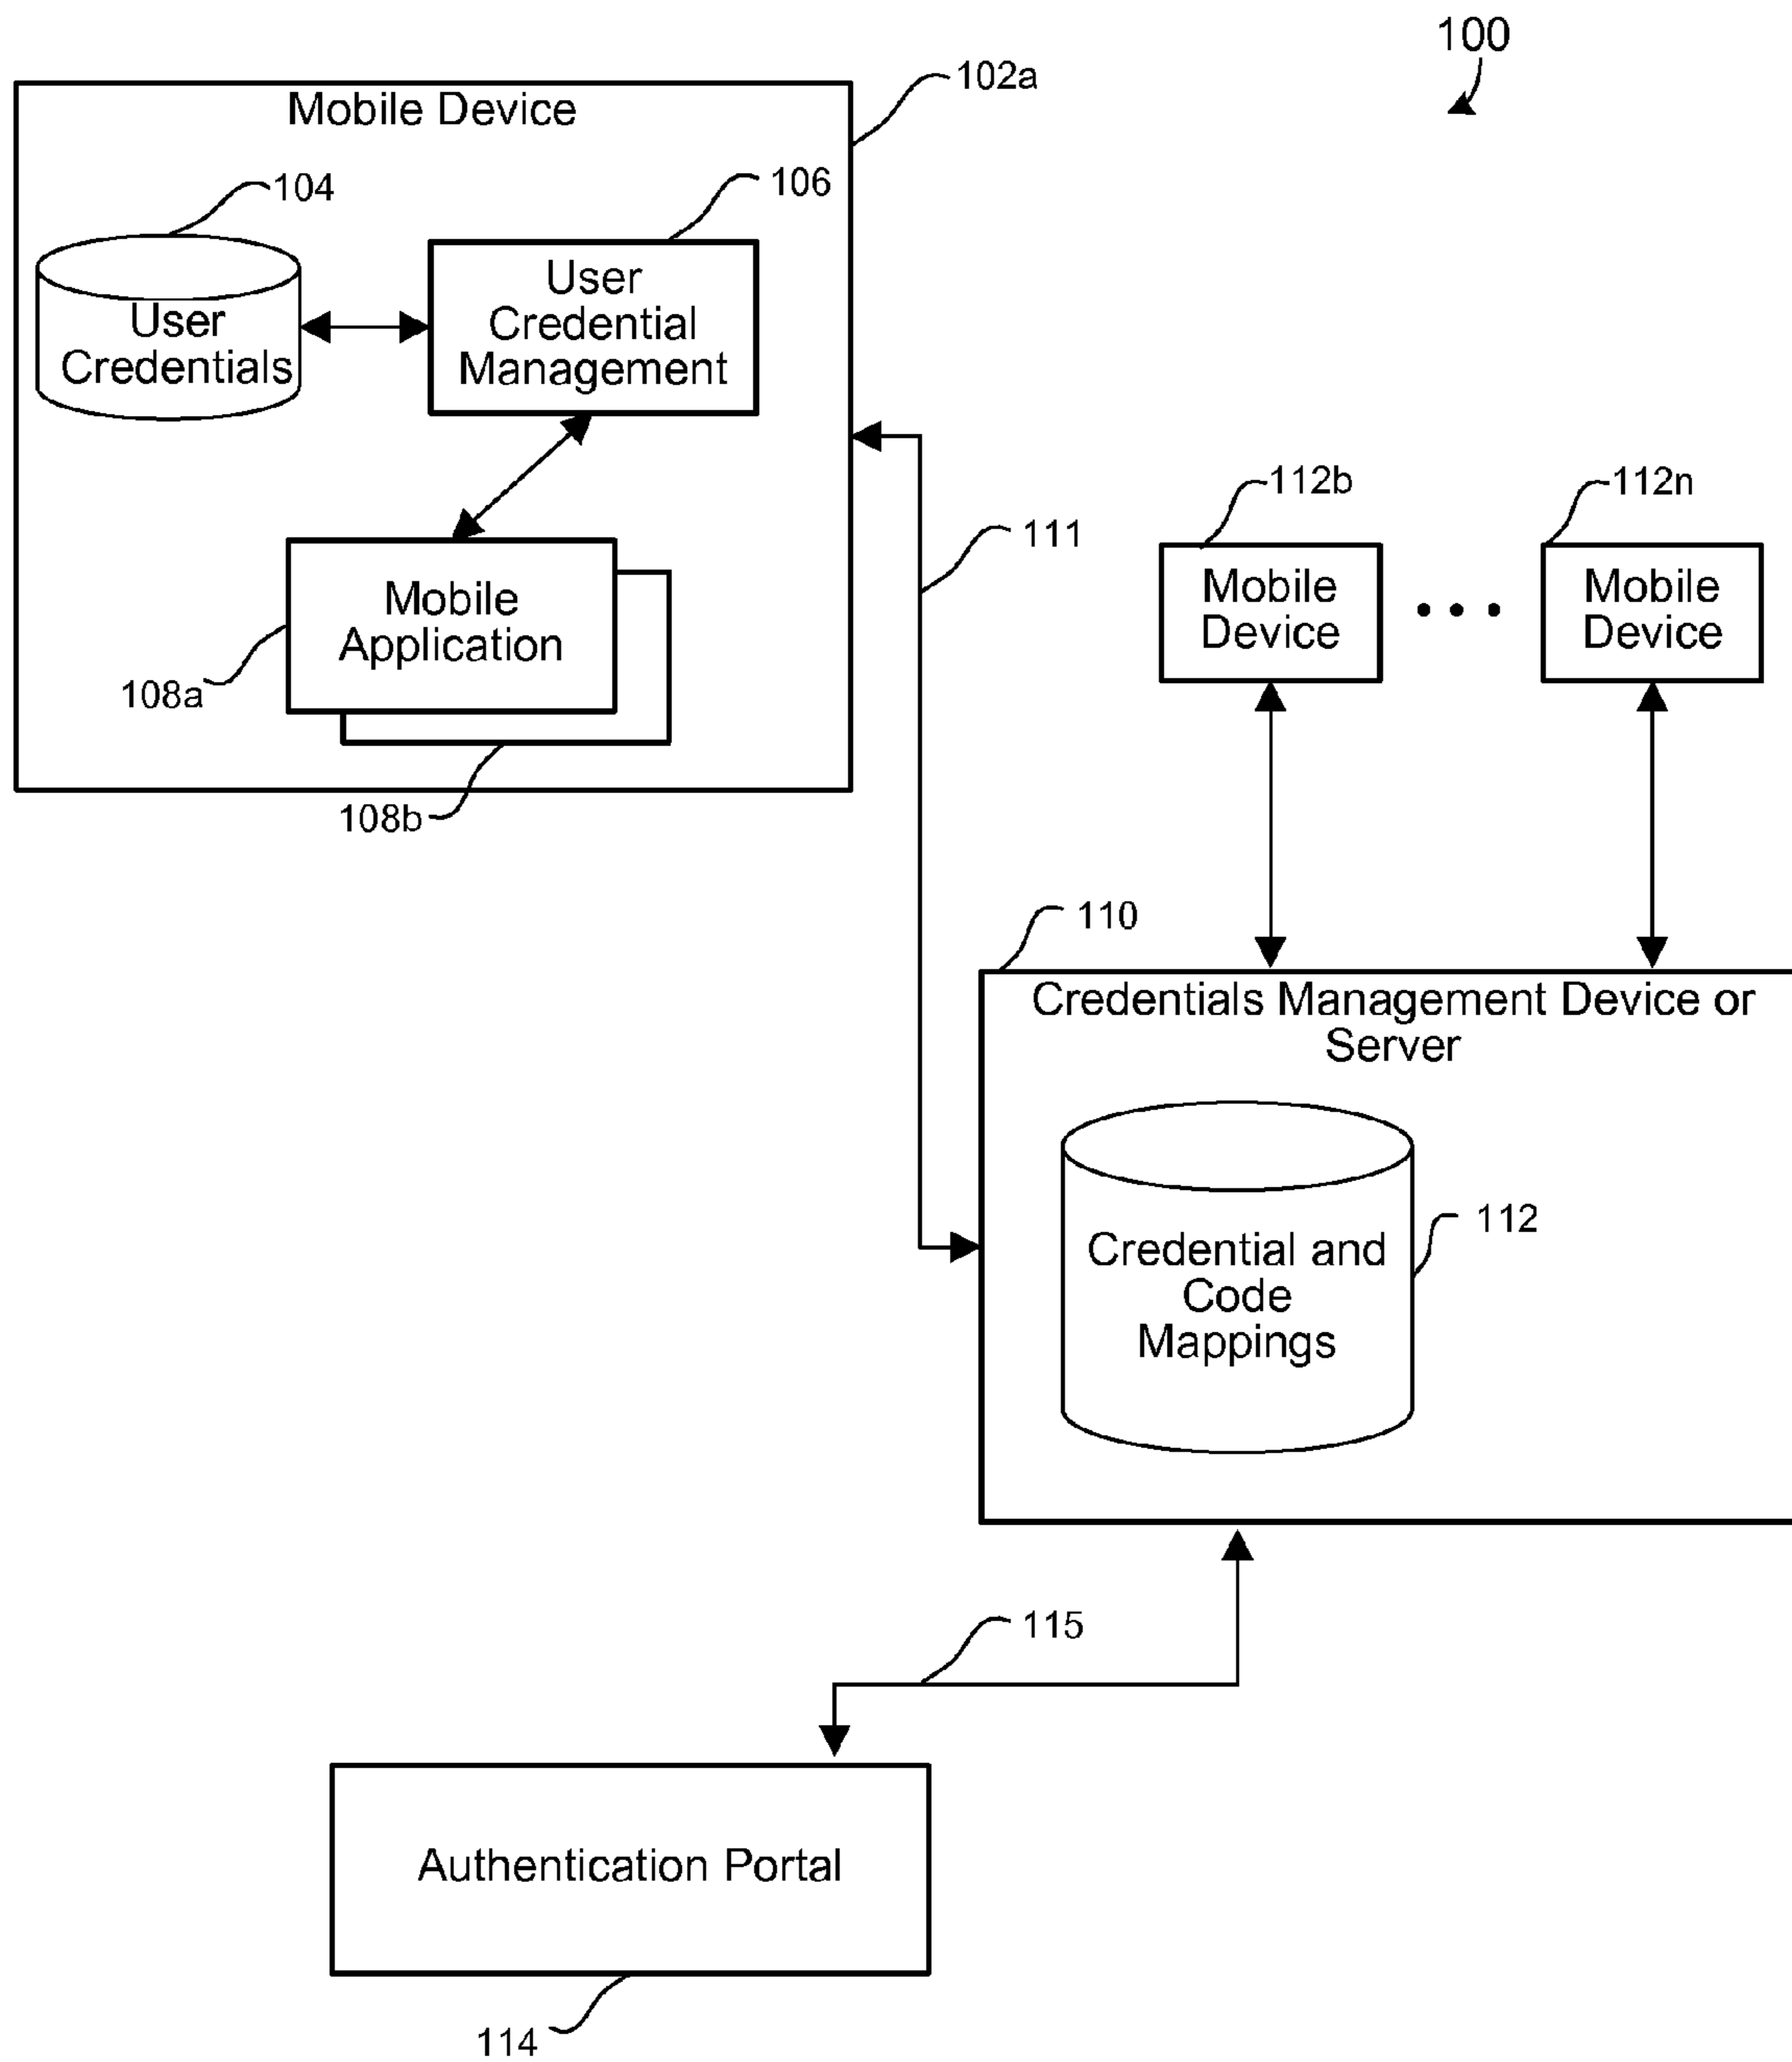 100
102a
Mobile Device
104
106
User
Credentials
User
Credential
Management
Mobile
Application
108a
108b
111
112b
112n
Mobile
Device
Mobile
Device
110
Credentials Management Device or
Server
Credential and
Code
Mappings
112
115
Authentication Portal
114